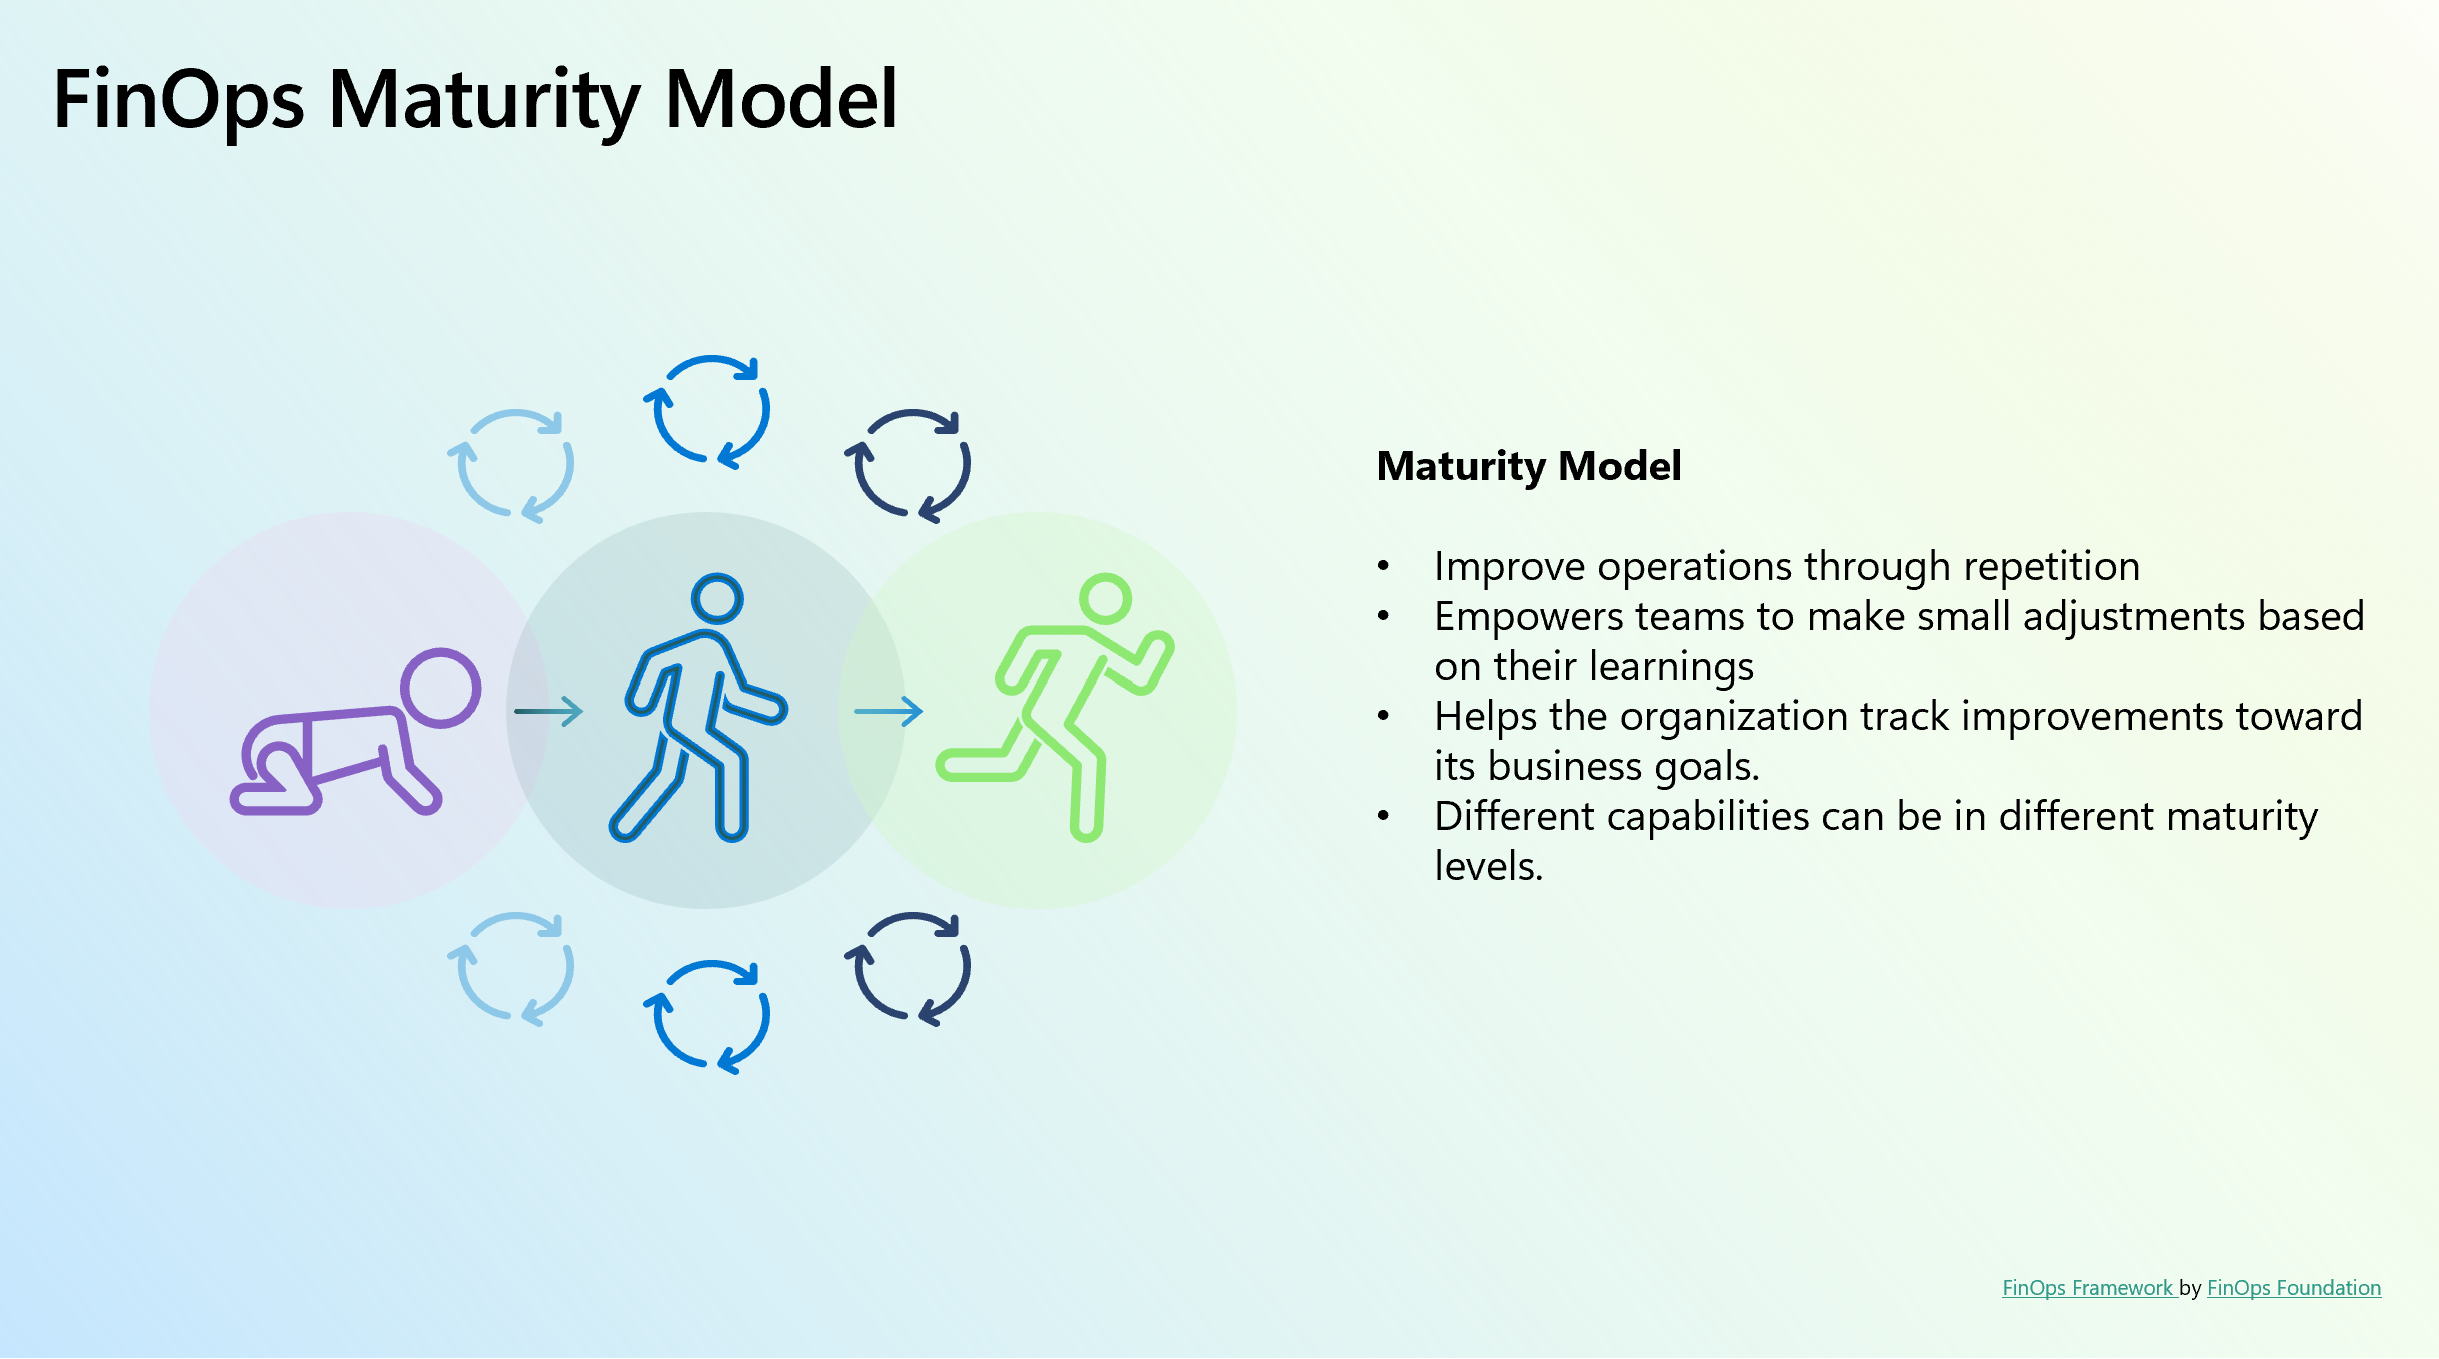 FinOps Maturity Model
Maturity Model
• Improve operations through repetition
• Empowers teams to make small adjustments based
on their learnings
• Helps the organization track improvements toward
its business goals.
• Different capabilities can be in different maturity
levels.
FinOps Framework by FinOps Foundation